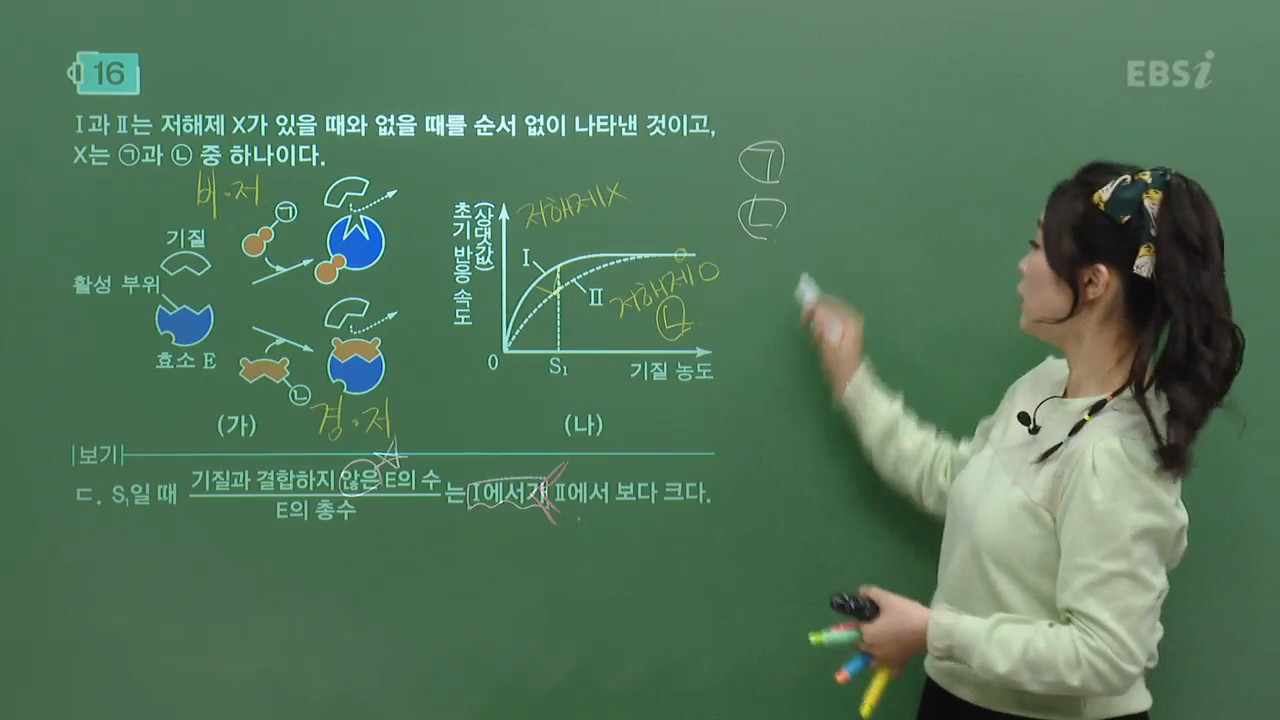 16
EBSi
Ⅰ과 Ⅱ는 저해제 X가 있을 때와 없을 때를 순서 없이 나타낸 것이고,
X는 ㉠과 ㉡ 중 하나이다.
ㄱ
ㄴ
비·저
㉠
기질
활성 부위
효소 E
㉡
(가)
경·저
초기 반응 속도
(상댓값)
저해제X
Ⅰ
Ⅱ
저해제O
ㄴ
0
S₁
기질 농도
(나)
보기
ㄷ. S₁일 때 기질과 결합하지 않은 E의 수
E의 총수
는 Ⅰ에서가 Ⅱ에서 보다 크다.